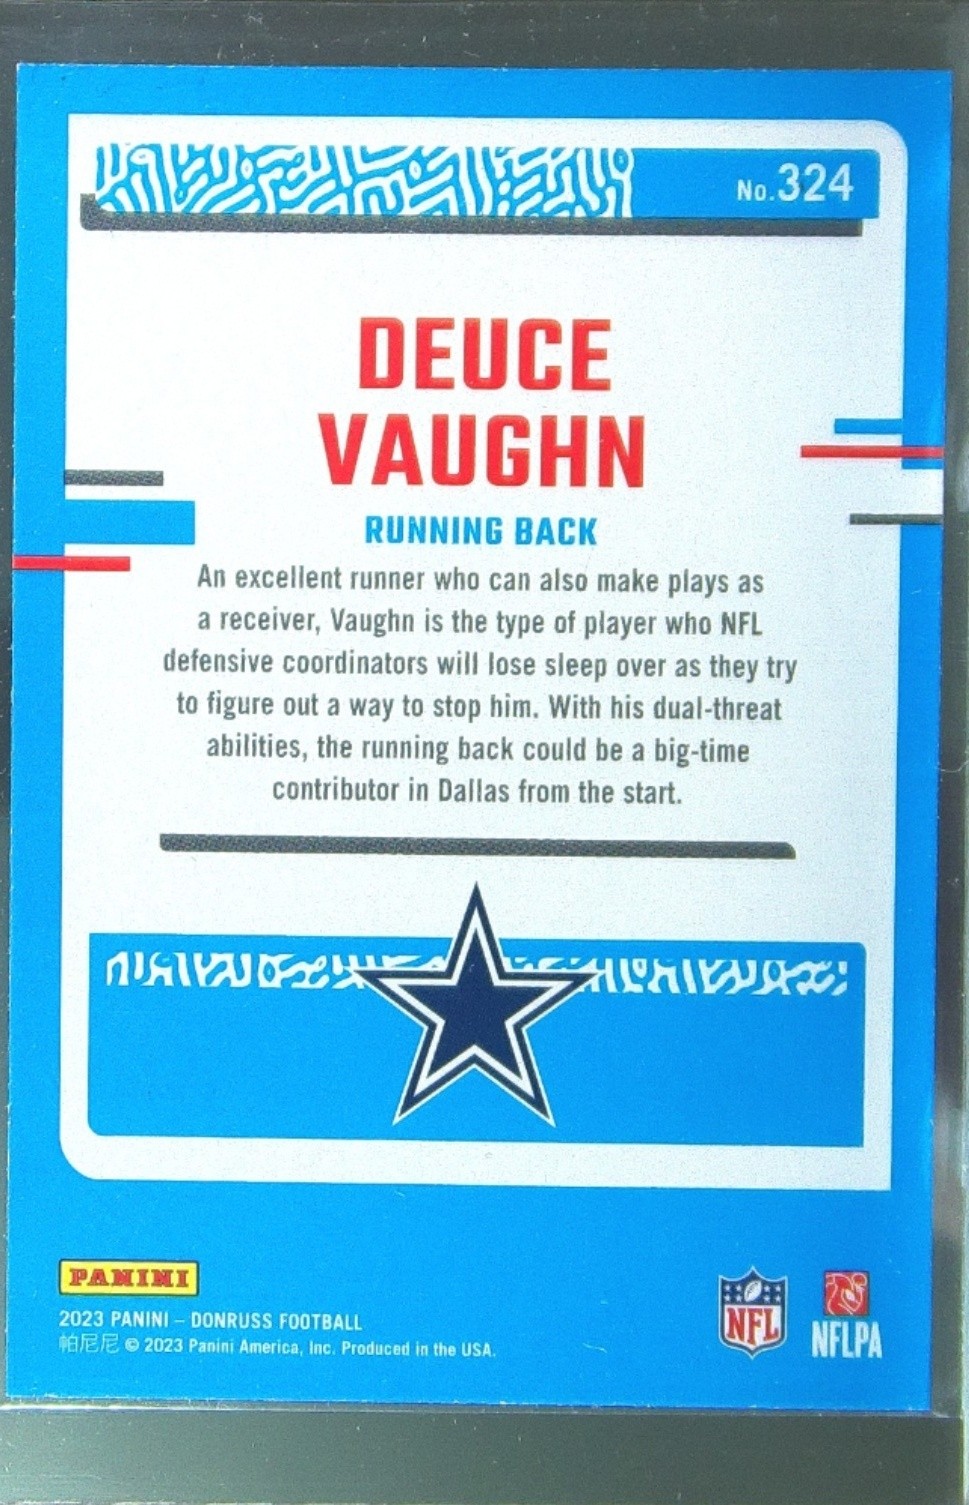 No.324
DEUCE
VAUGHN
RUNNING BACK
An excellent runner who can also make plays as
a receiver, Vaughn is the type of player who NFL
defensive coordinators will lose sleep over as they try
to figure out a way to stop him. With his dual-threat
abilities, the running back could be a big-time
contributor in Dallas from the start.
PANINI
2023 PANINI – DONRUSS FOOTBALL
帕尼尼 © 2023 Panini America, Inc. Produced in the USA.
NFL
NFLPA